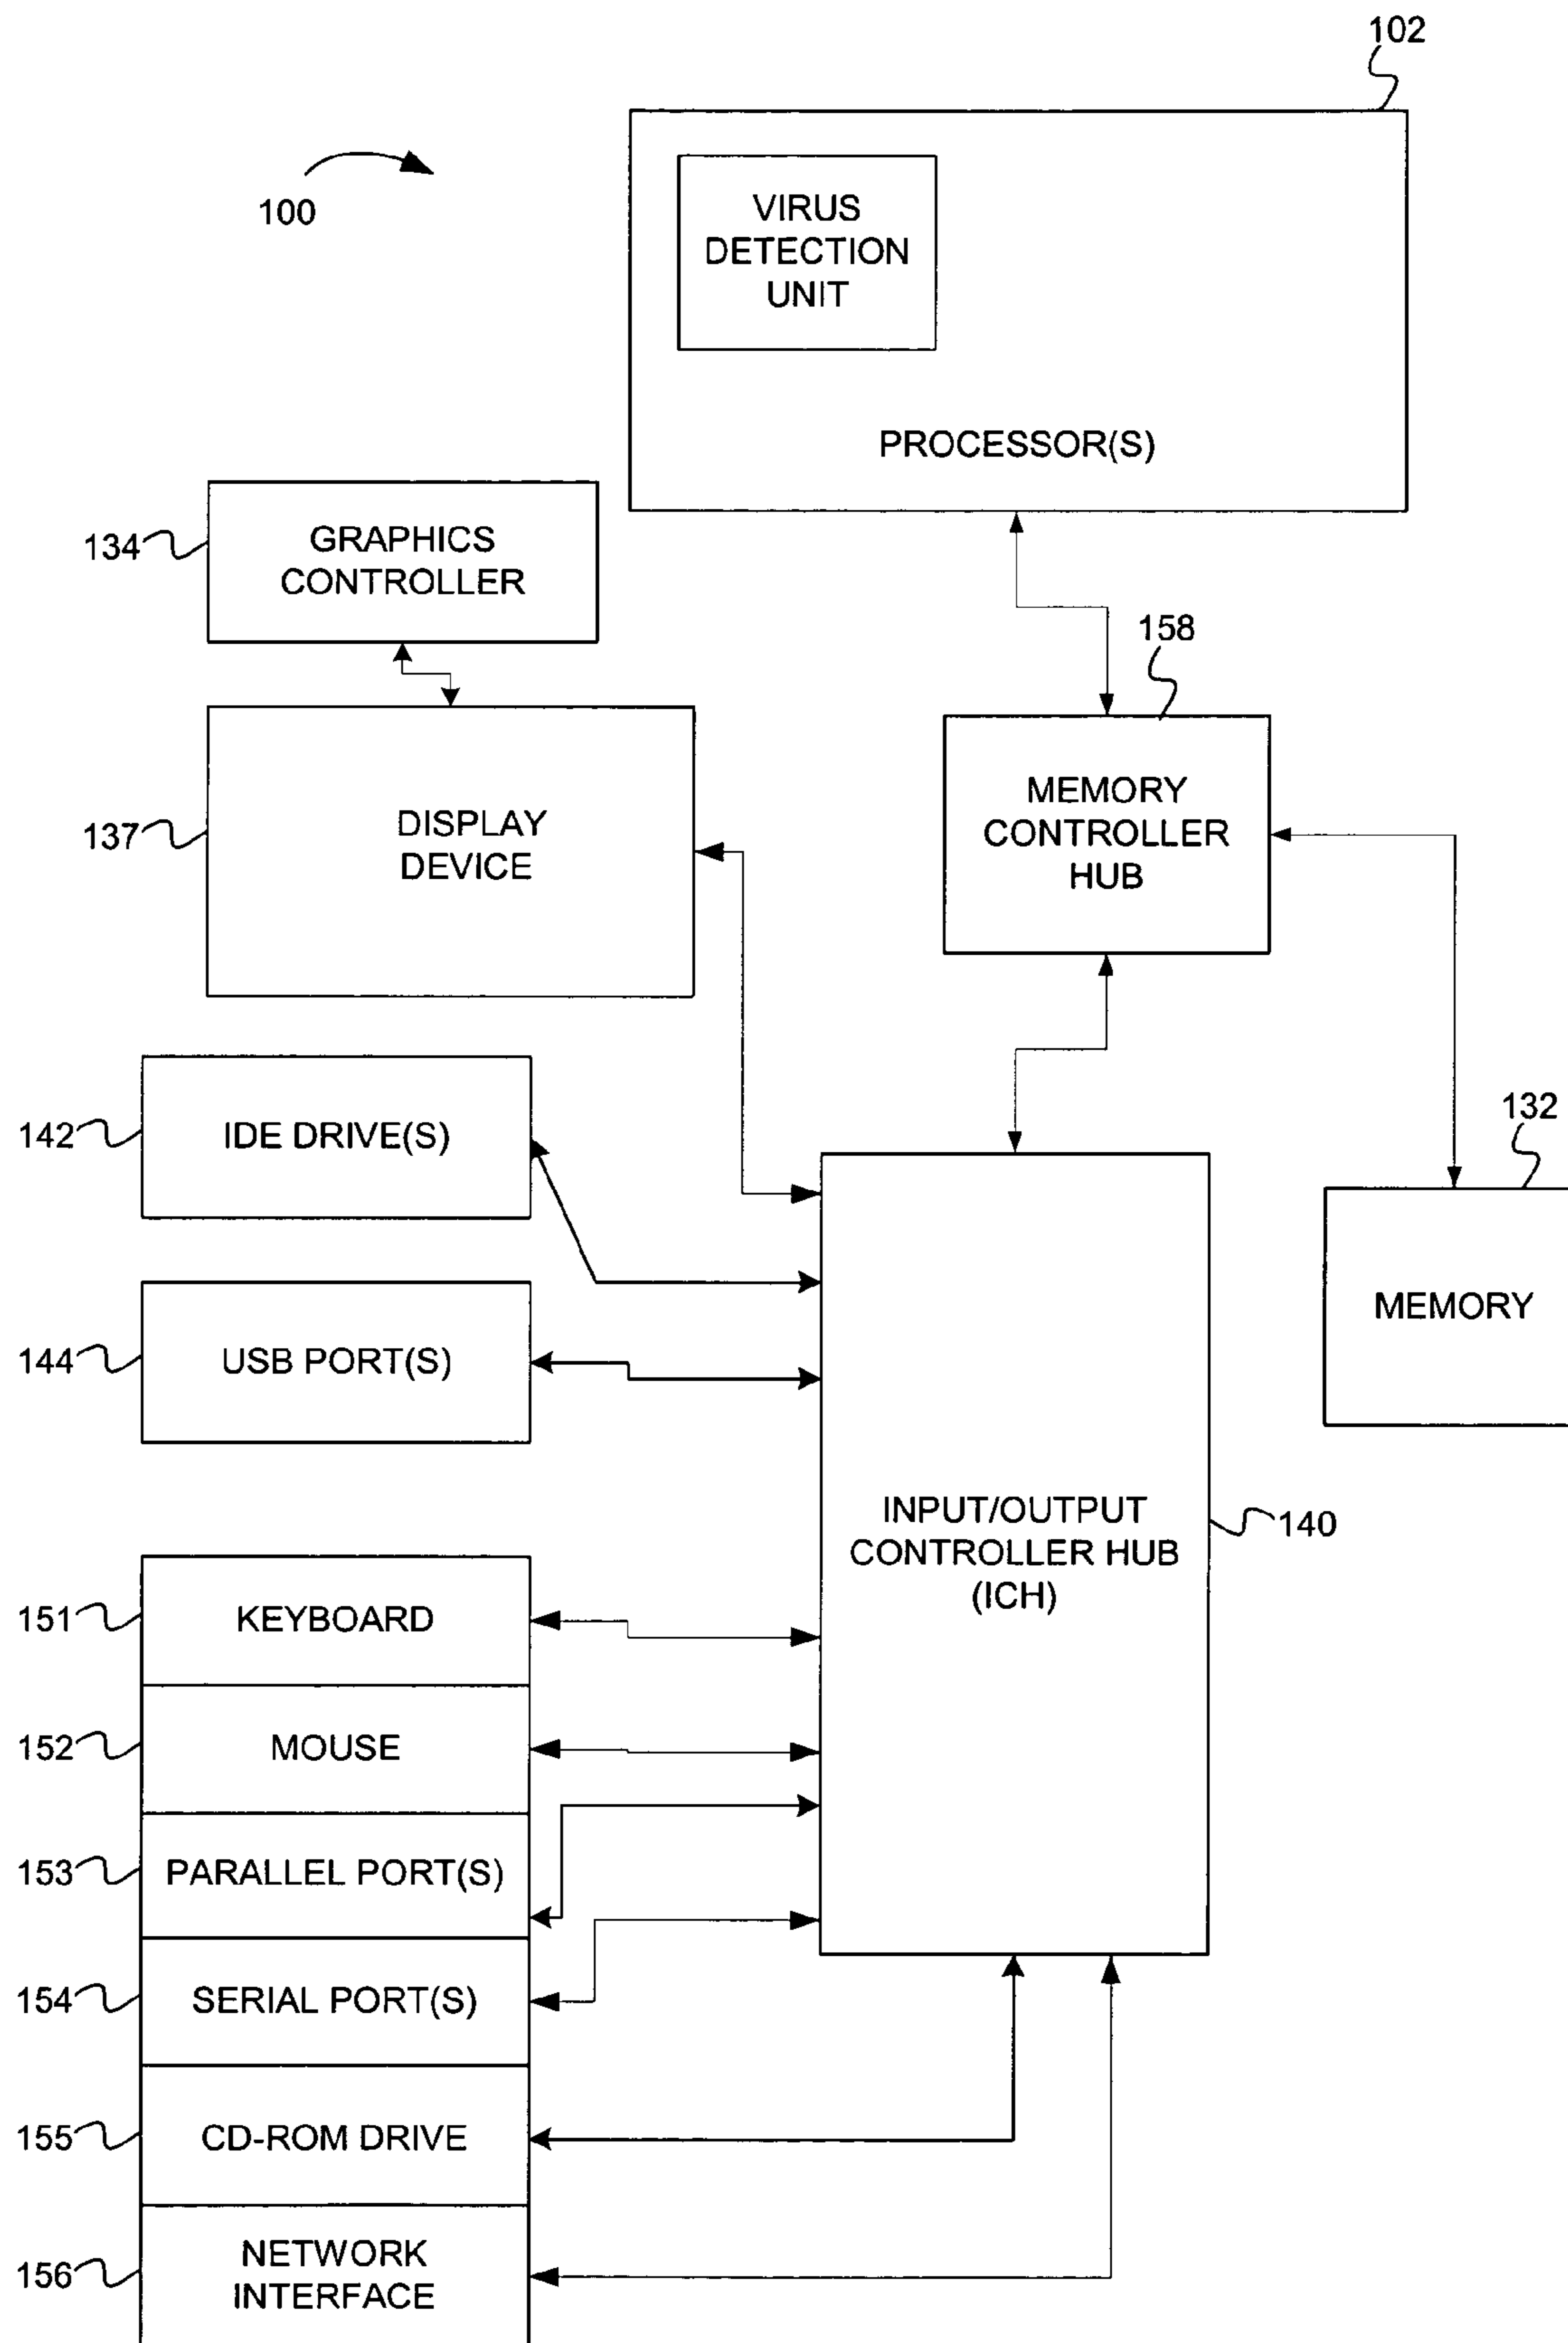 102
100
VIRUS
DETECTION
UNIT
PROCESSOR(S)
134
GRAPHICS
CONTROLLER
158
137
DISPLAY
DEVICE
MEMORY
CONTROLLER
HUB
142
IDE DRIVE(S)
132
144
USB PORT(S)
MEMORY
INPUT/OUTPUT
CONTROLLER HUB
(ICH)
140
151
KEYBOARD
152
MOUSE
153
PARALLEL PORT(S)
154
SERIAL PORT(S)
155
CD-ROM DRIVE
156
NETWORK
INTERFACE